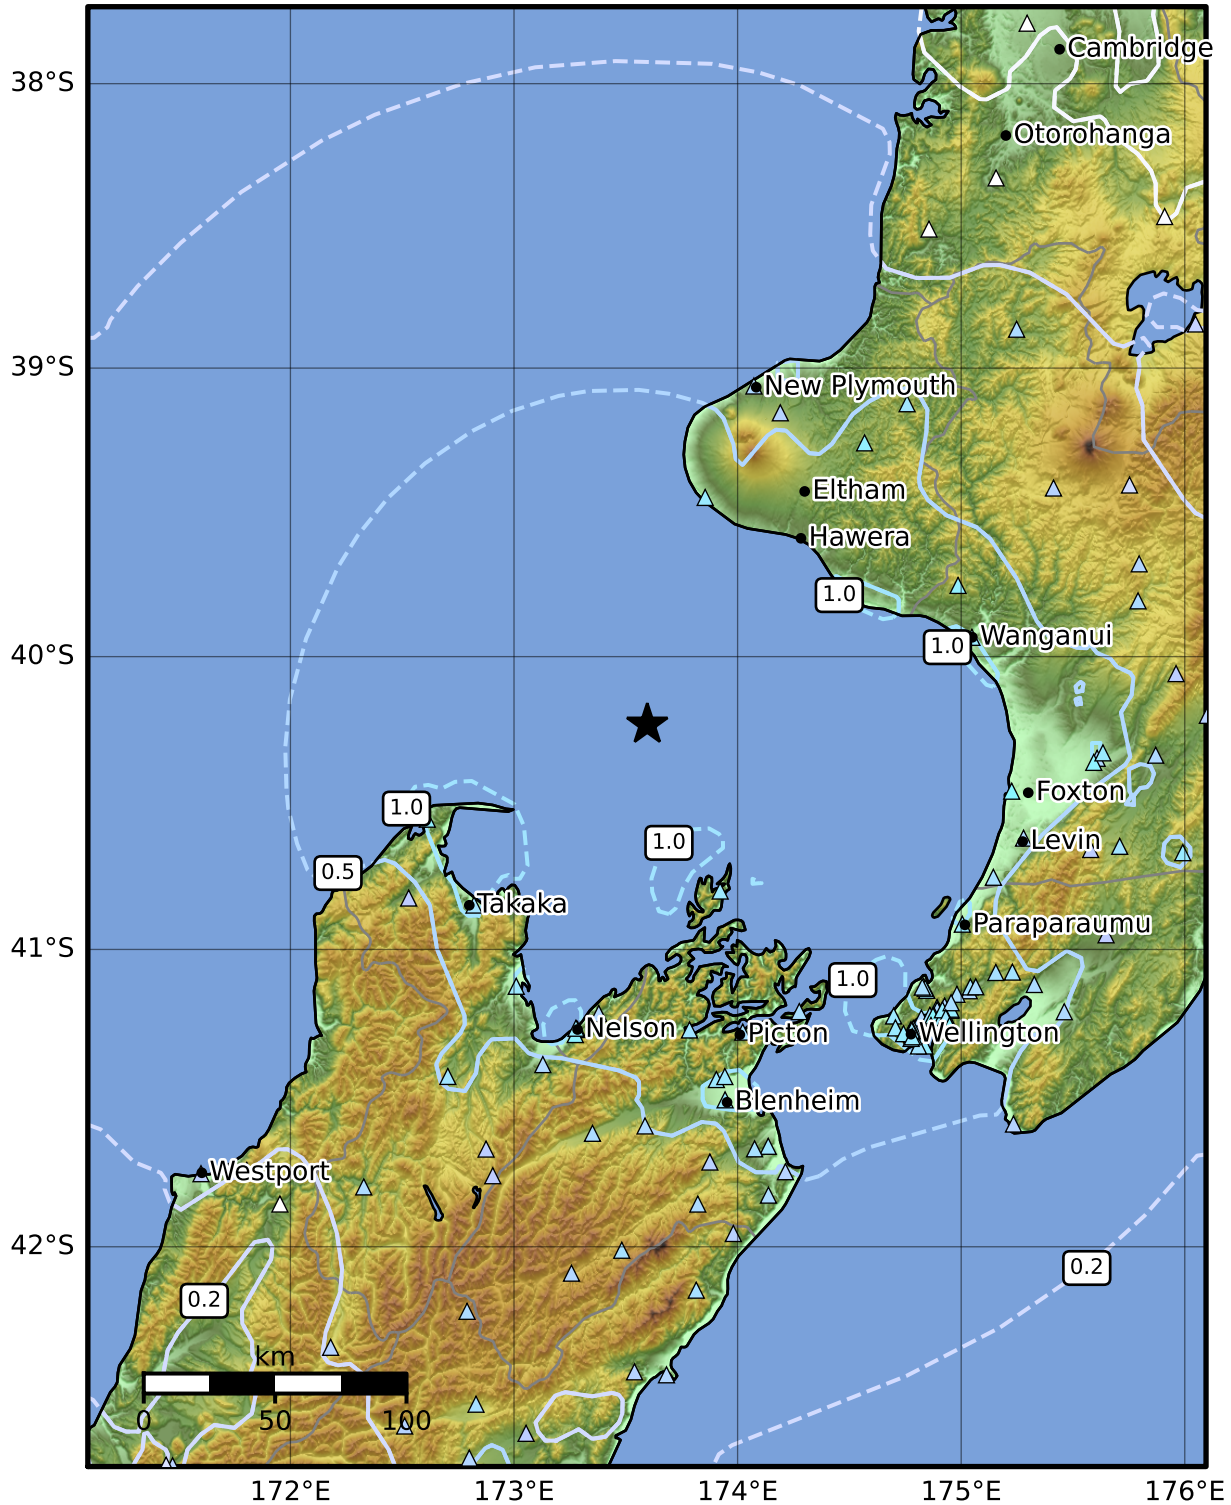 Cambridge
38°S
Otorohanga
39°S
New Plymouth
Eltham
Hawera
1.0
Wanganui
1.0
40°S
Foxton
1.0
Levin
1.0
0.5
Takaka
Paraparaumu
41°S
1.0
Nelson
Picton
Wellington
Blenheim
Westport
42°S
0.2
0.2
km
0 50 100
172°E 173°E 174°E 175°E 176°E